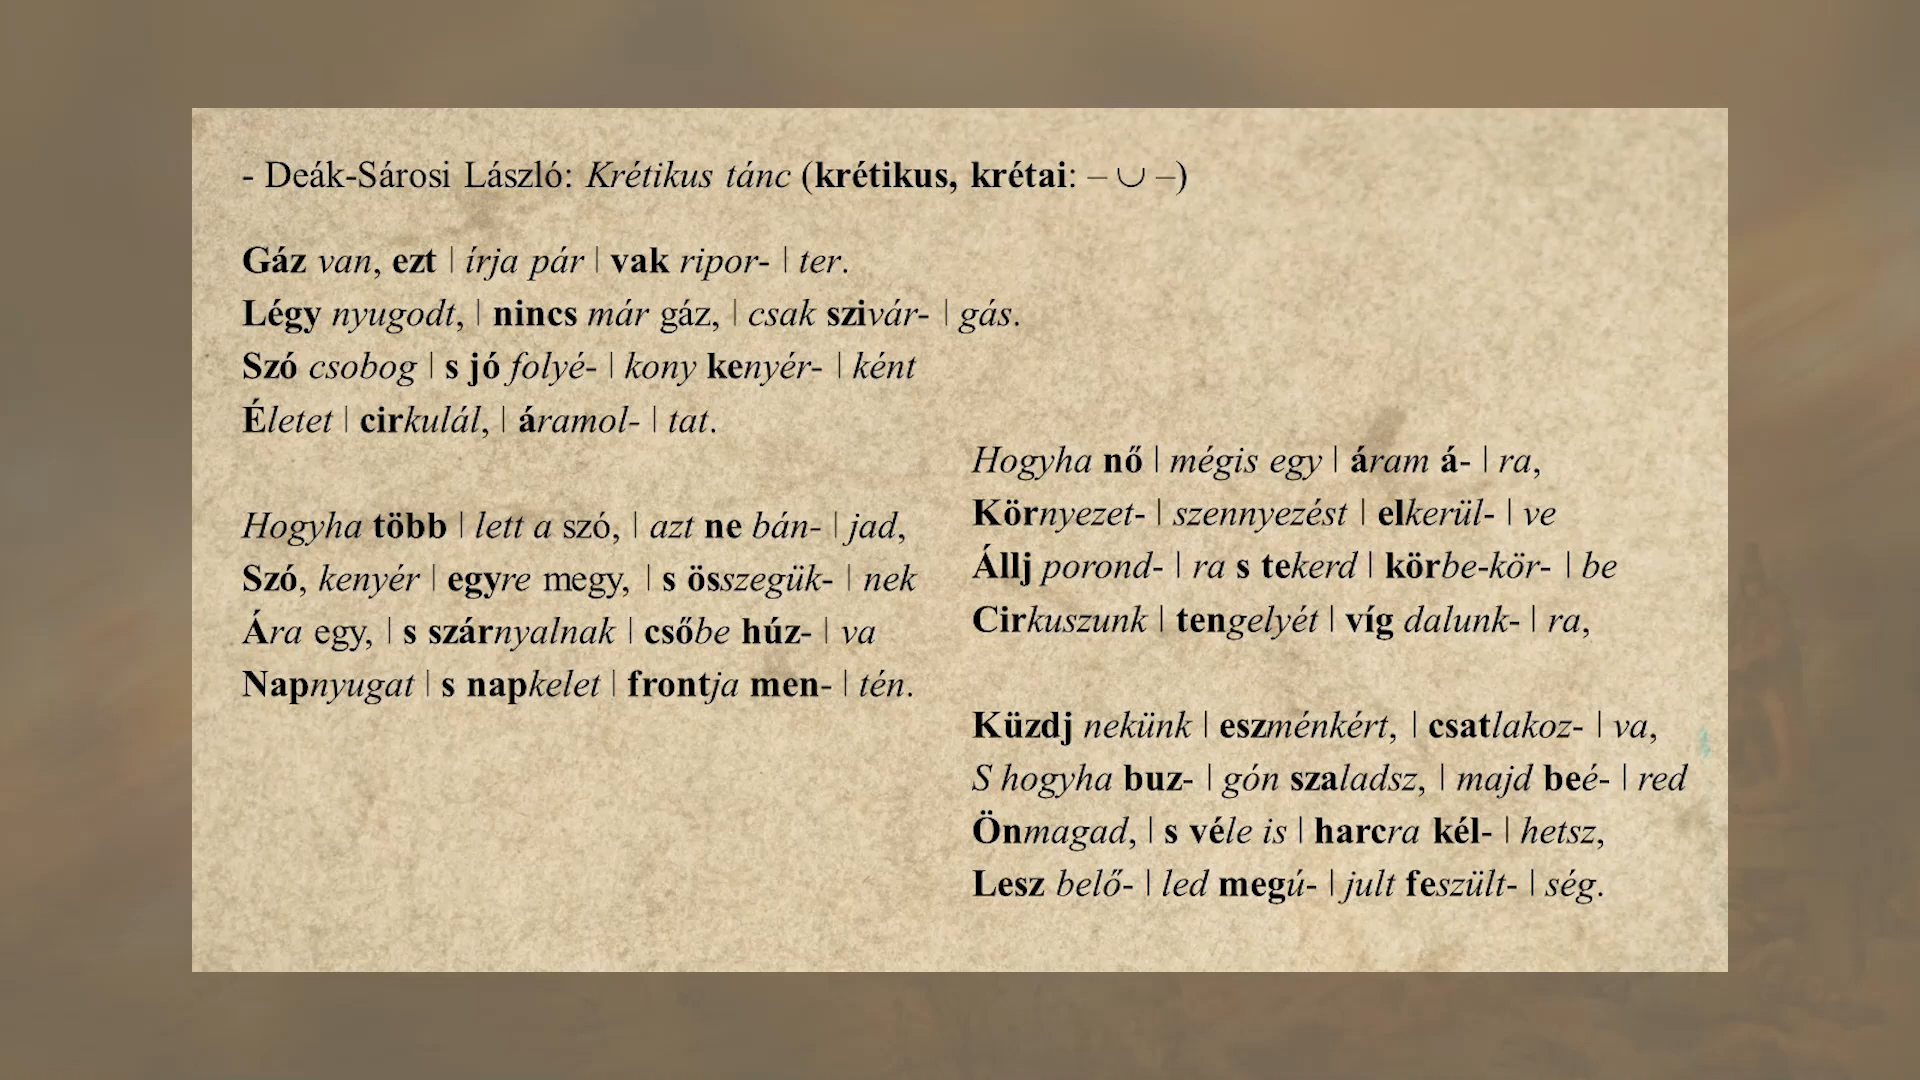 - Deák-Sárosi László: Krétikus tánc (krétikus, krétai: – ∪ –)
Gáz van, ezt | írja pár | vak ripor- | ter.
Légy nyugodt, | nincs már gáz, | csak szivár- | gás.
Szó csobog | s jó folyé- | kony kenyér- | ként
Életet | cirkulál, | áramol- | tat.
Hogyha több | lett a szó, | azt ne bán- | jad,
Szó, kenyér | egyre megy, | s összegük- | nek
Ára egy, | s szárnyalnak | csőbe húz- | va
Napnyugat | s napkelet | frontja men- | tén.
Hogyha nő | mégis egy | áram á- | ra,
Környezet- | szennyezést | elkerül- | ve
Állj porond- | ra s tekerd | körbe-kör- | be
Cirkuszunk | tengelyét | víg dalunk- | ra,
Küzdj nekünk | eszménkért, | csatlakoz- | va,
S hogyha buz- | gón szaladsz, | majd beé- | red
Önmagad, | s véle is | harcra kél- | hetsz,
Lesz belő- | led megú- | jult feszült- | ség.